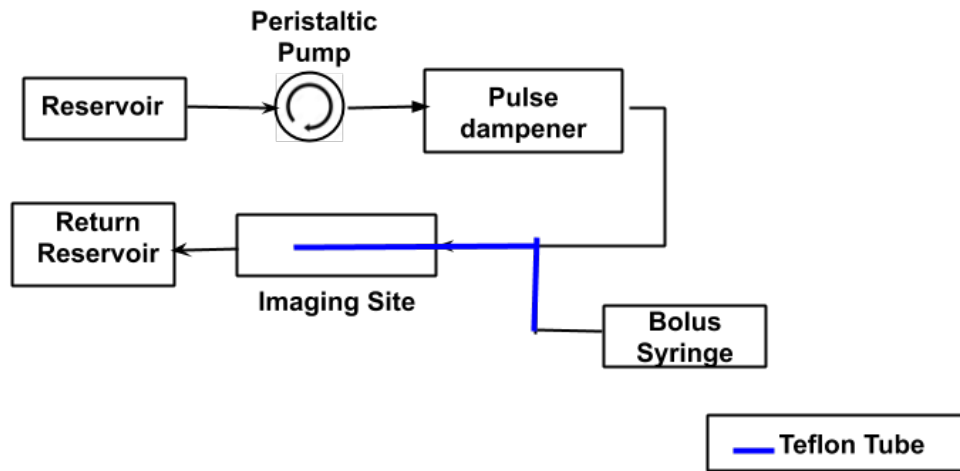 Peristaltic
Pump
Reservoir
Pulse
dampener
Return
Reservoir
Imaging Site
Bolus
Syringe
Teflon Tube